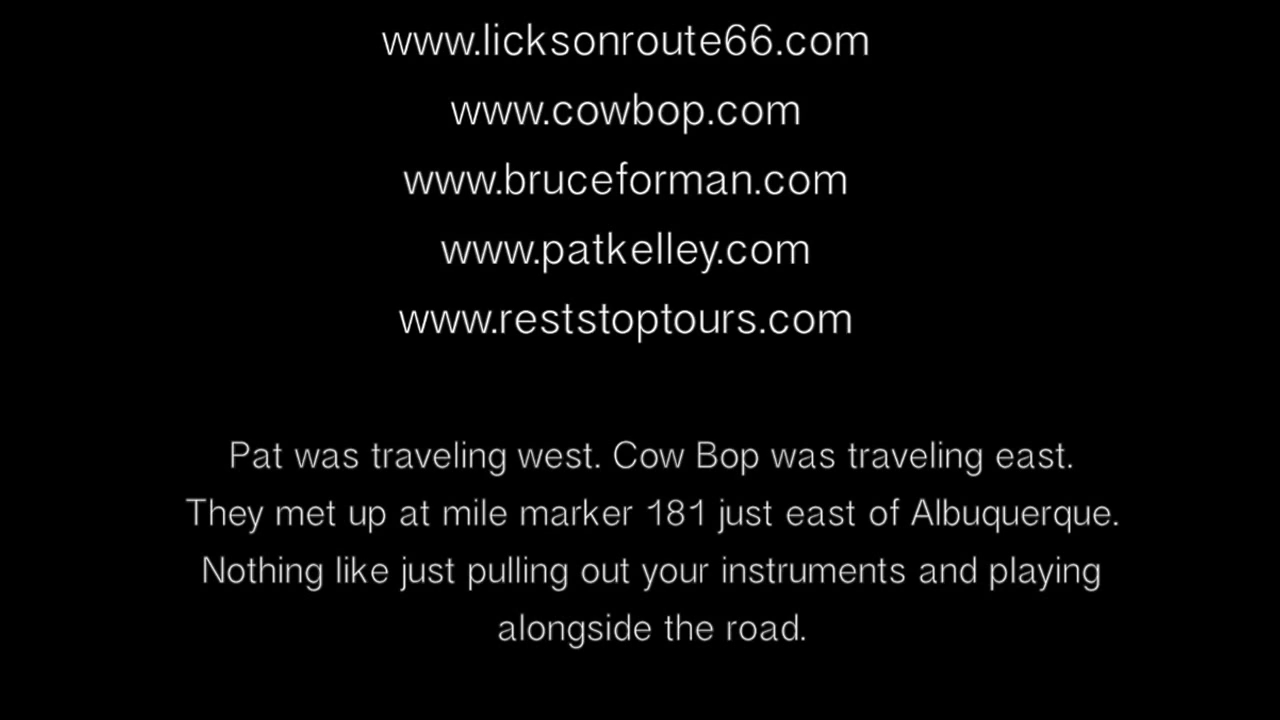 www.licksonroute66.com
www.cowbop.com
www.bruceforman.com
www.patkelley.com
www.reststoptours.com
Pat was traveling west. Cow Bop was traveling east.
They met up at mile marker 181 just east of Albuquerque.
Nothing like just pulling out your instruments and playing
alongside the road.